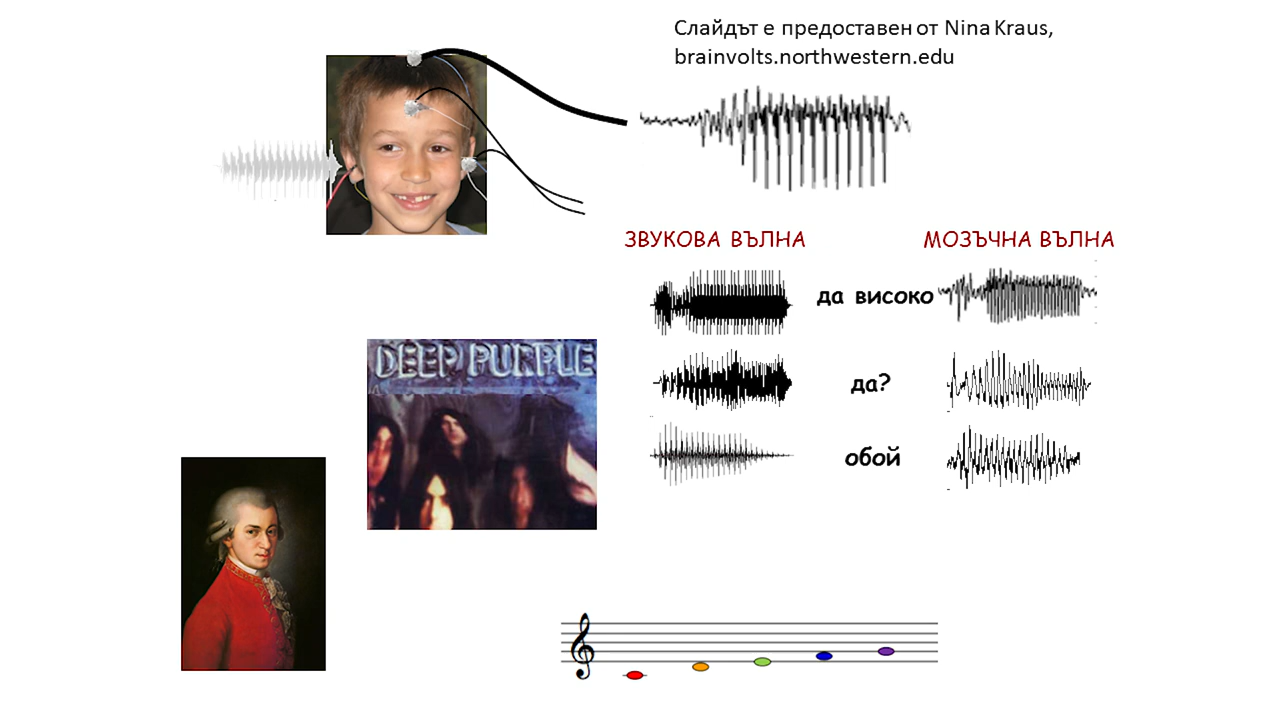 Слайдът е предоставен от Nina Kraus,
brainvolts.northwestern.edu
ЗВУКОВА ВЪЛНА
МОЗЪЧНА ВЪЛНА
да високо
DEEP PURPLE
да?
обой